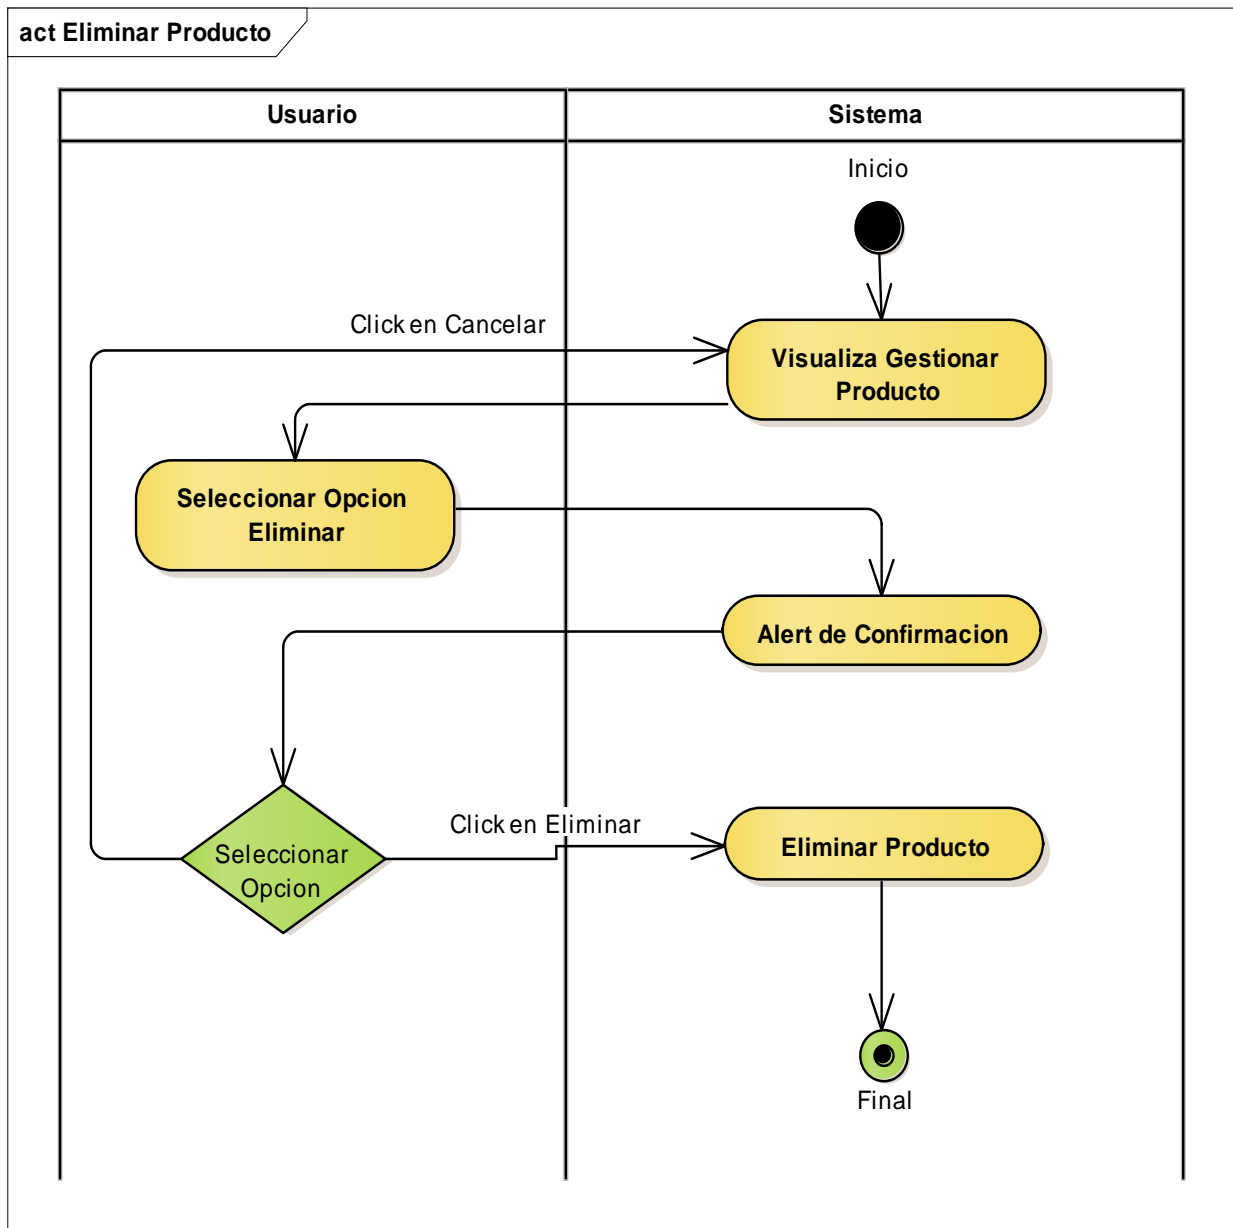 act Eliminar Producto
Usuario
Sistema
Inicio
Click en Cancelar
Visualiza Gestionar
Producto
Seleccionar Opcion
Eliminar
Alert de Confirmacion
Click en Eliminar
Eliminar Producto
Seleccionar
Opcion
Final